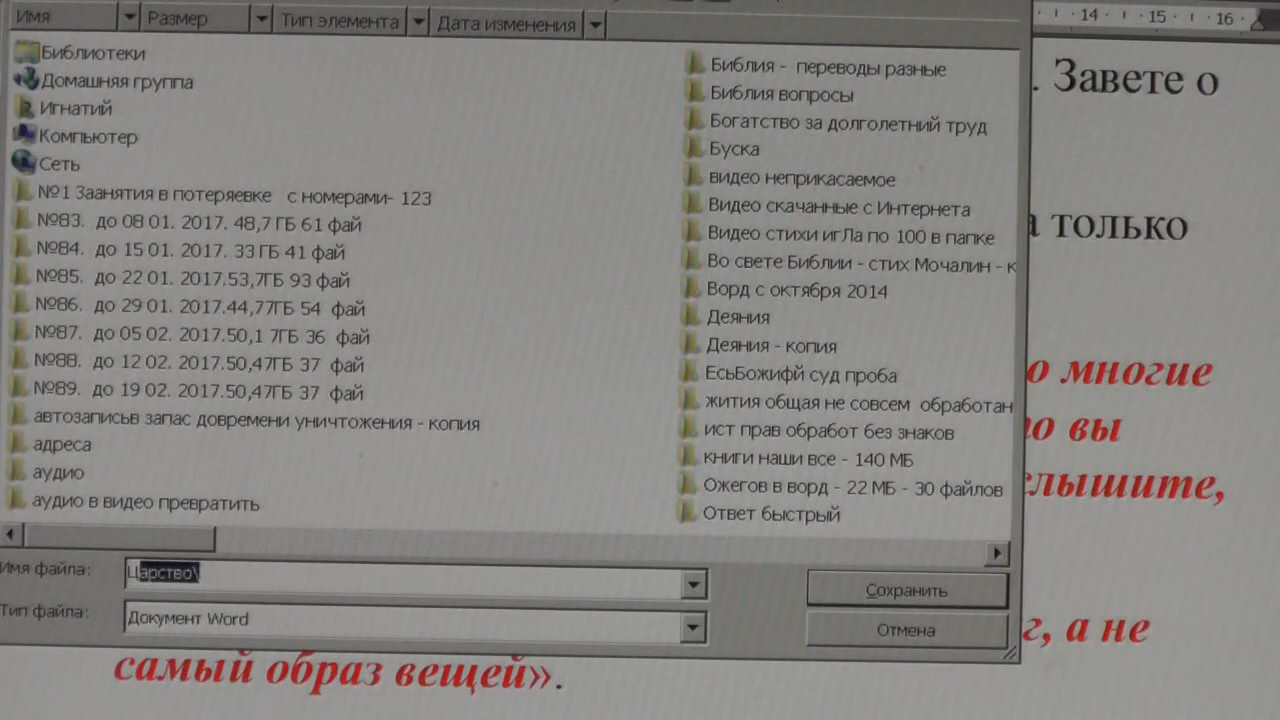 Имя Размер Тип элемента Дата изменения
Библиотеки
Домашняя группа
Игнатий
Компьютер
Сеть
№1 Заанятия в потеряевке с номерами- 123
№83. до 08 01. 2017. 48,7 ГБ 61 фай
№84. до 15 01. 2017. 33 ГБ 41 фай
№85. до 22 01. 2017.53,7ГБ 93 фай
№86. до 29 01. 2017.44,77ГБ 54 фай
№87. до 05 02. 2017.50,1 7ГБ 36 фай
№88. до 12 02. 2017.50,47ГБ 37 фай
№89. до 19 02. 2017.50,47ГБ 37 фай
автозаписьв запас довремени уничтожения - копия
адреса
аудио
аудио в видео превратить
Библия - переводы разные
Библия вопросы
Богатство за долголетний труд
Буска
видео неприкасаемое
Видео скачанные с Интернета
Видео стихи игЛа по 100 в папке
Во свете Библии - стих Мочалин - к
Ворд с октября 2014
Деяния
Деяния - копия
ЕсьБожифй суд проба
жития общая не совсем обработан
ист прав обработ без знаков
книги наши все - 140 МБ
Ожегов в ворд - 22 МБ - 30 файлов
Ответ быстрый
Имя файла: Царство\
Сохранить
Тип файла: Документ Word
Отмена
14 15 16
. Завете о
а только
о многие
то вы
слышите,
г, а не
самый образ вещей».